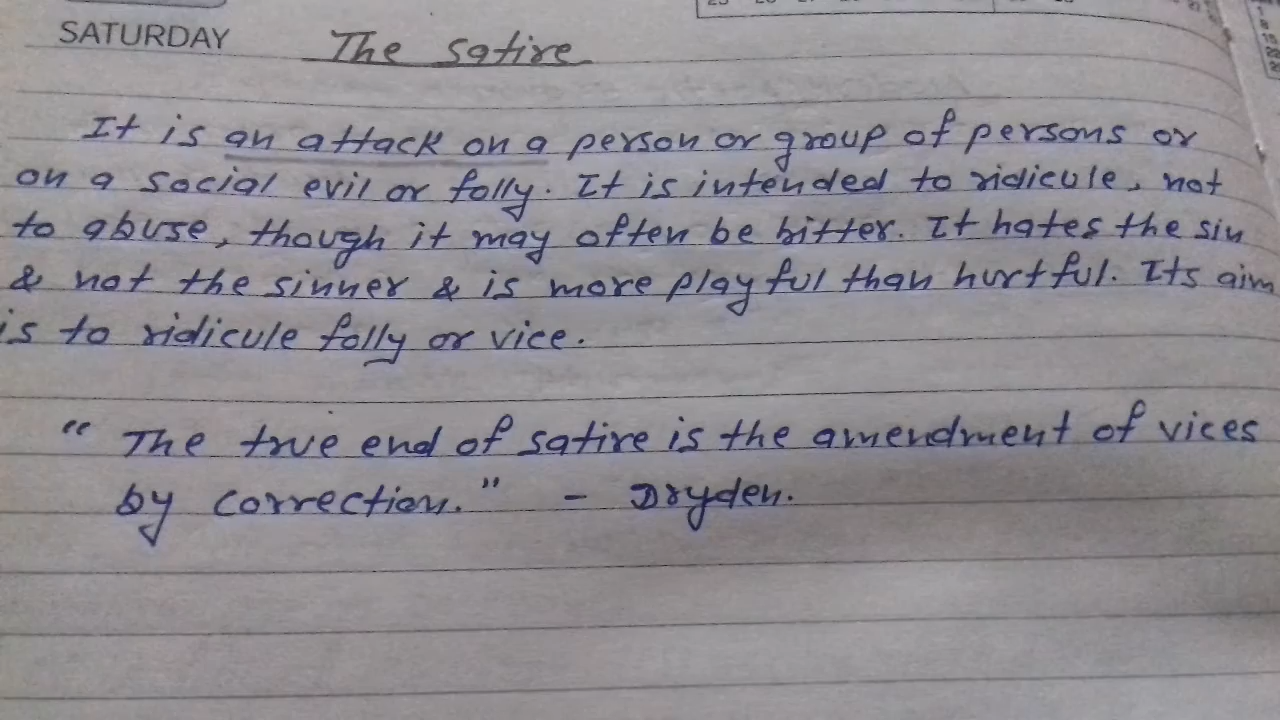 SATURDAY The Satire
It is an attack on a person or group of persons or
on a social evil or folly. It is intended to ridicule, not
to abuse, though it may often be bitter. It hates the sin
& not the sinner & is more playful than hurtful. Its aim
is to ridicule folly or vice.
"The true end of satire is the amendment of vices
by correction." - Dryden.